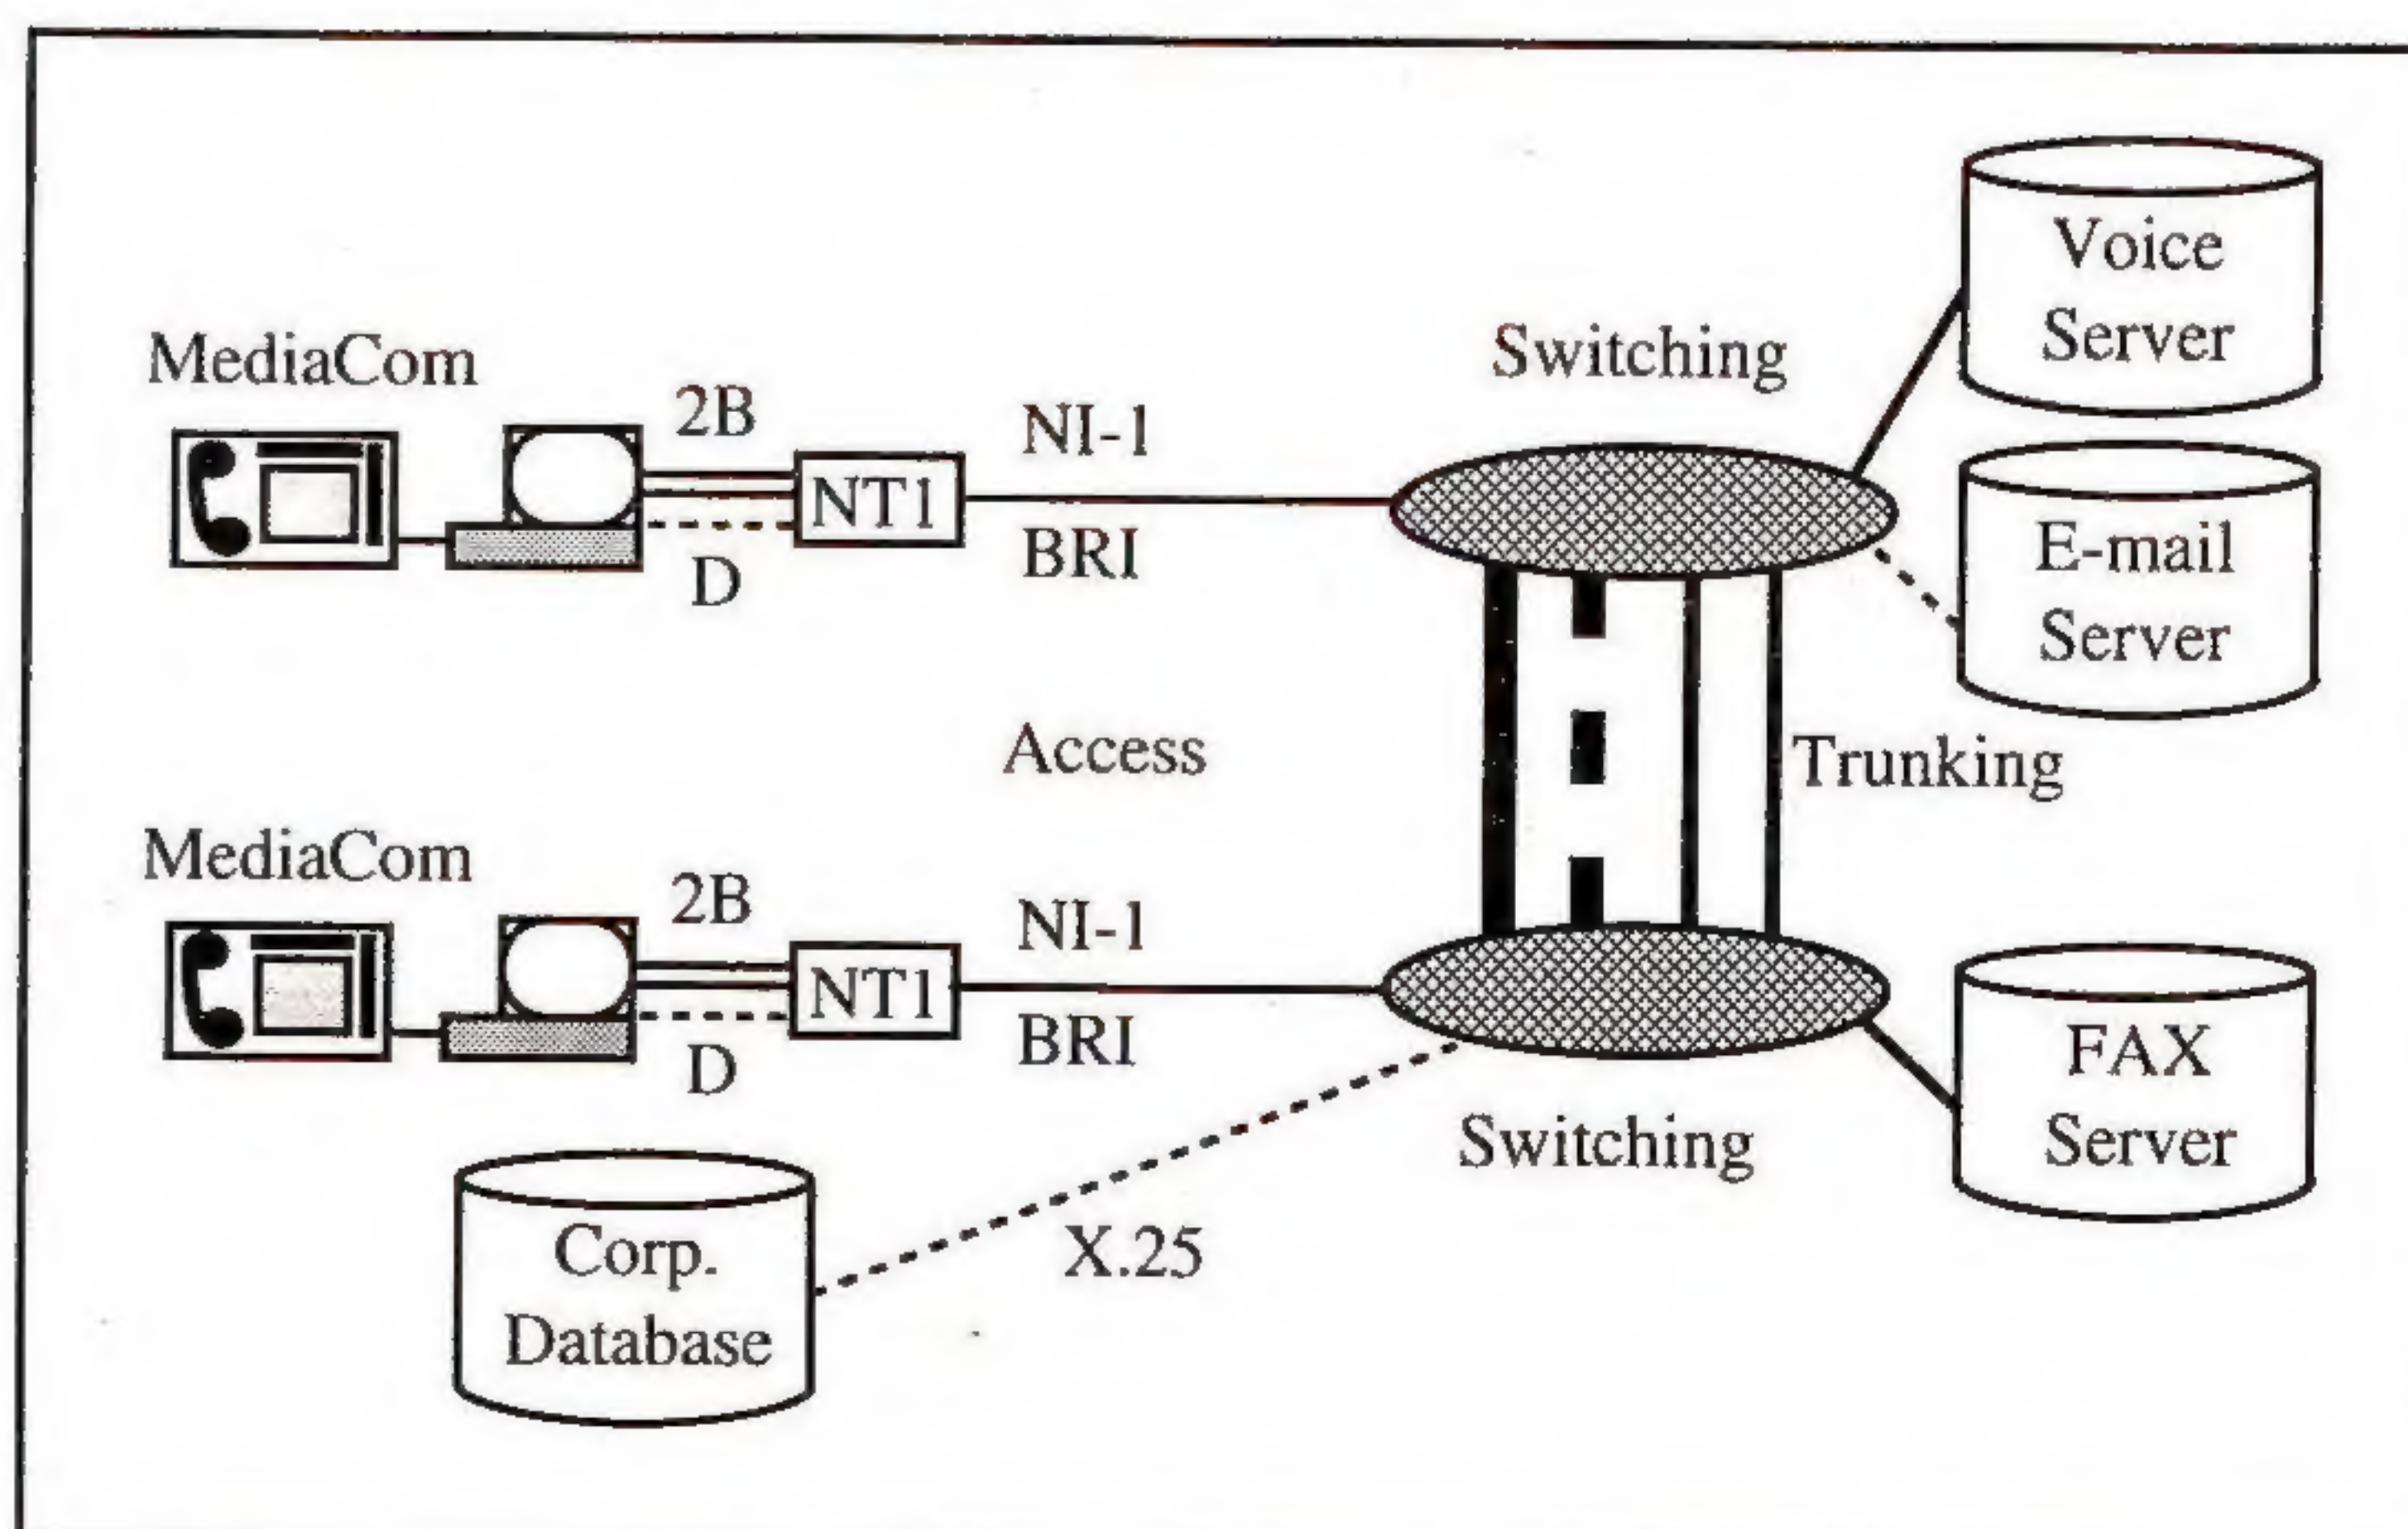 Voice
Server
MediaCom
Switching
2B
NI-1
NT1
D
BRI
E-mail
Server
Access
Trunking
MediaCom
2B
NI-1
NT1
D
BRI
FAX
Server
Switching
Corp.
Database
X.25